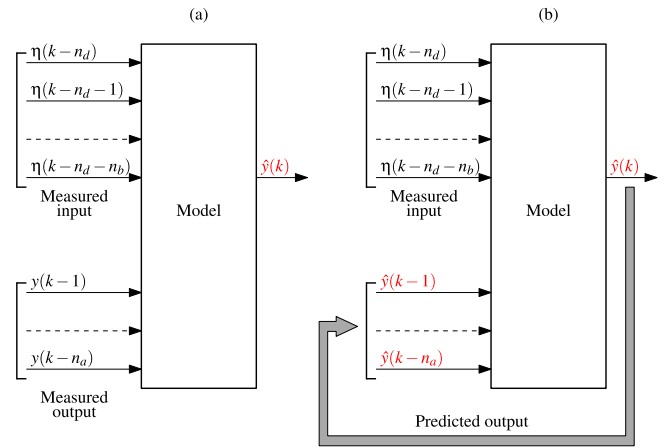 (a)
η(k−n_d)
η(k−n_d−1)
η(k−n_d−n_b)
Measured
input
Model
ŷ(k)
y(k−1)
y(k−n_a)
Measured
output
(b)
η(k−n_d)
η(k−n_d−1)
η(k−n_d−n_b)
Measured
input
Model
ŷ(k)
ŷ(k−1)
ŷ(k−n_a)
Predicted output